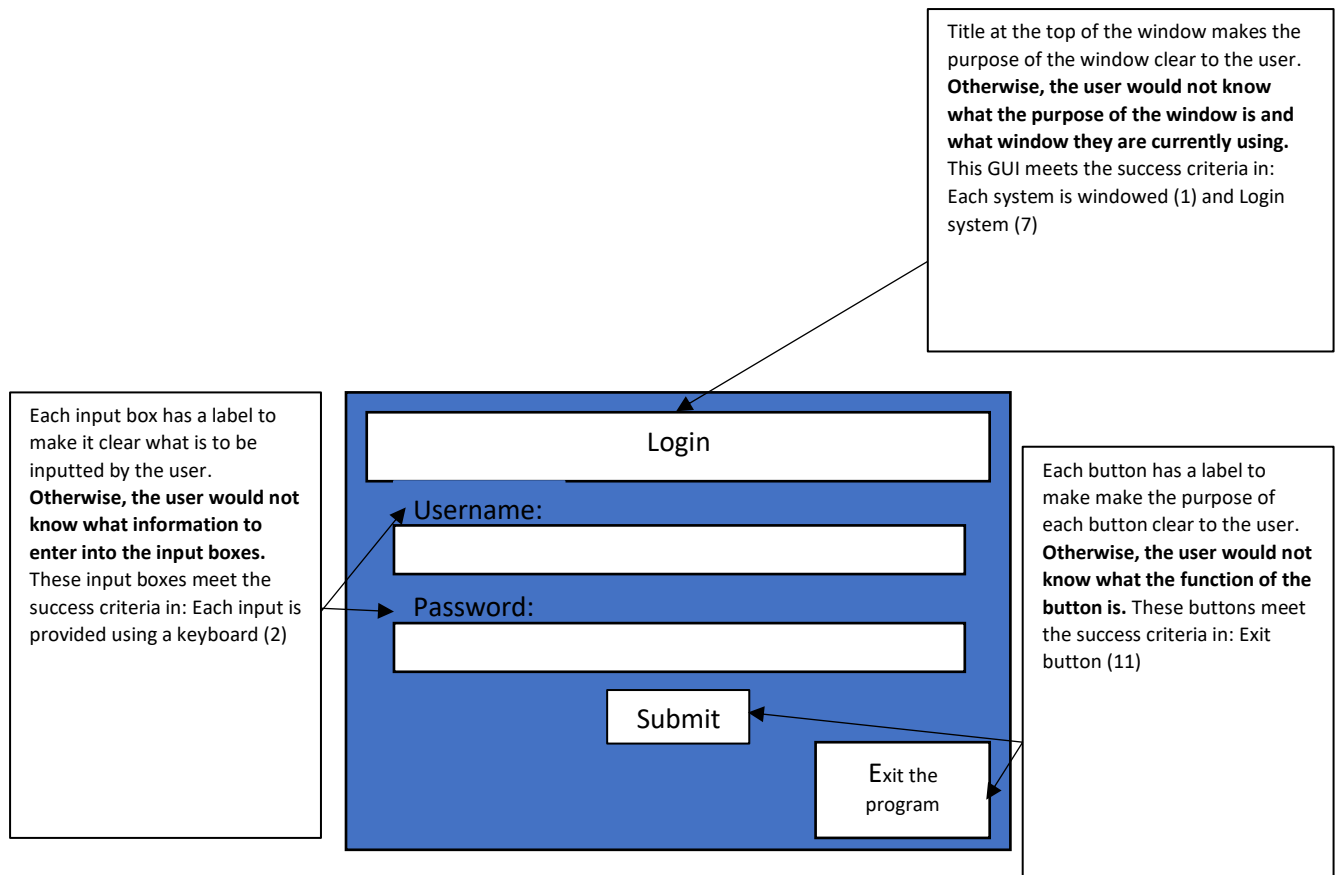 Title at the top of the window makes the
purpose of the window clear to the user.
Otherwise, the user would not know
what the purpose of the window is and
what window they are currently using.
This GUI meets the success criteria in:
Each system is windowed (1) and Login
system (7)
Each input box has a label to
make it clear what is to be
inputted by the user.
Otherwise, the user would not
know what information to
enter into the input boxes.
These input boxes meet the
success criteria in: Each input is
provided using a keyboard (2)
Login
Username:
Password:
Submit
Exit the
program
Each button has a label to
make make the purpose of
each button clear to the user.
Otherwise, the user would not
know what the function of the
button is. These buttons meet
the success criteria in: Exit
button (11)